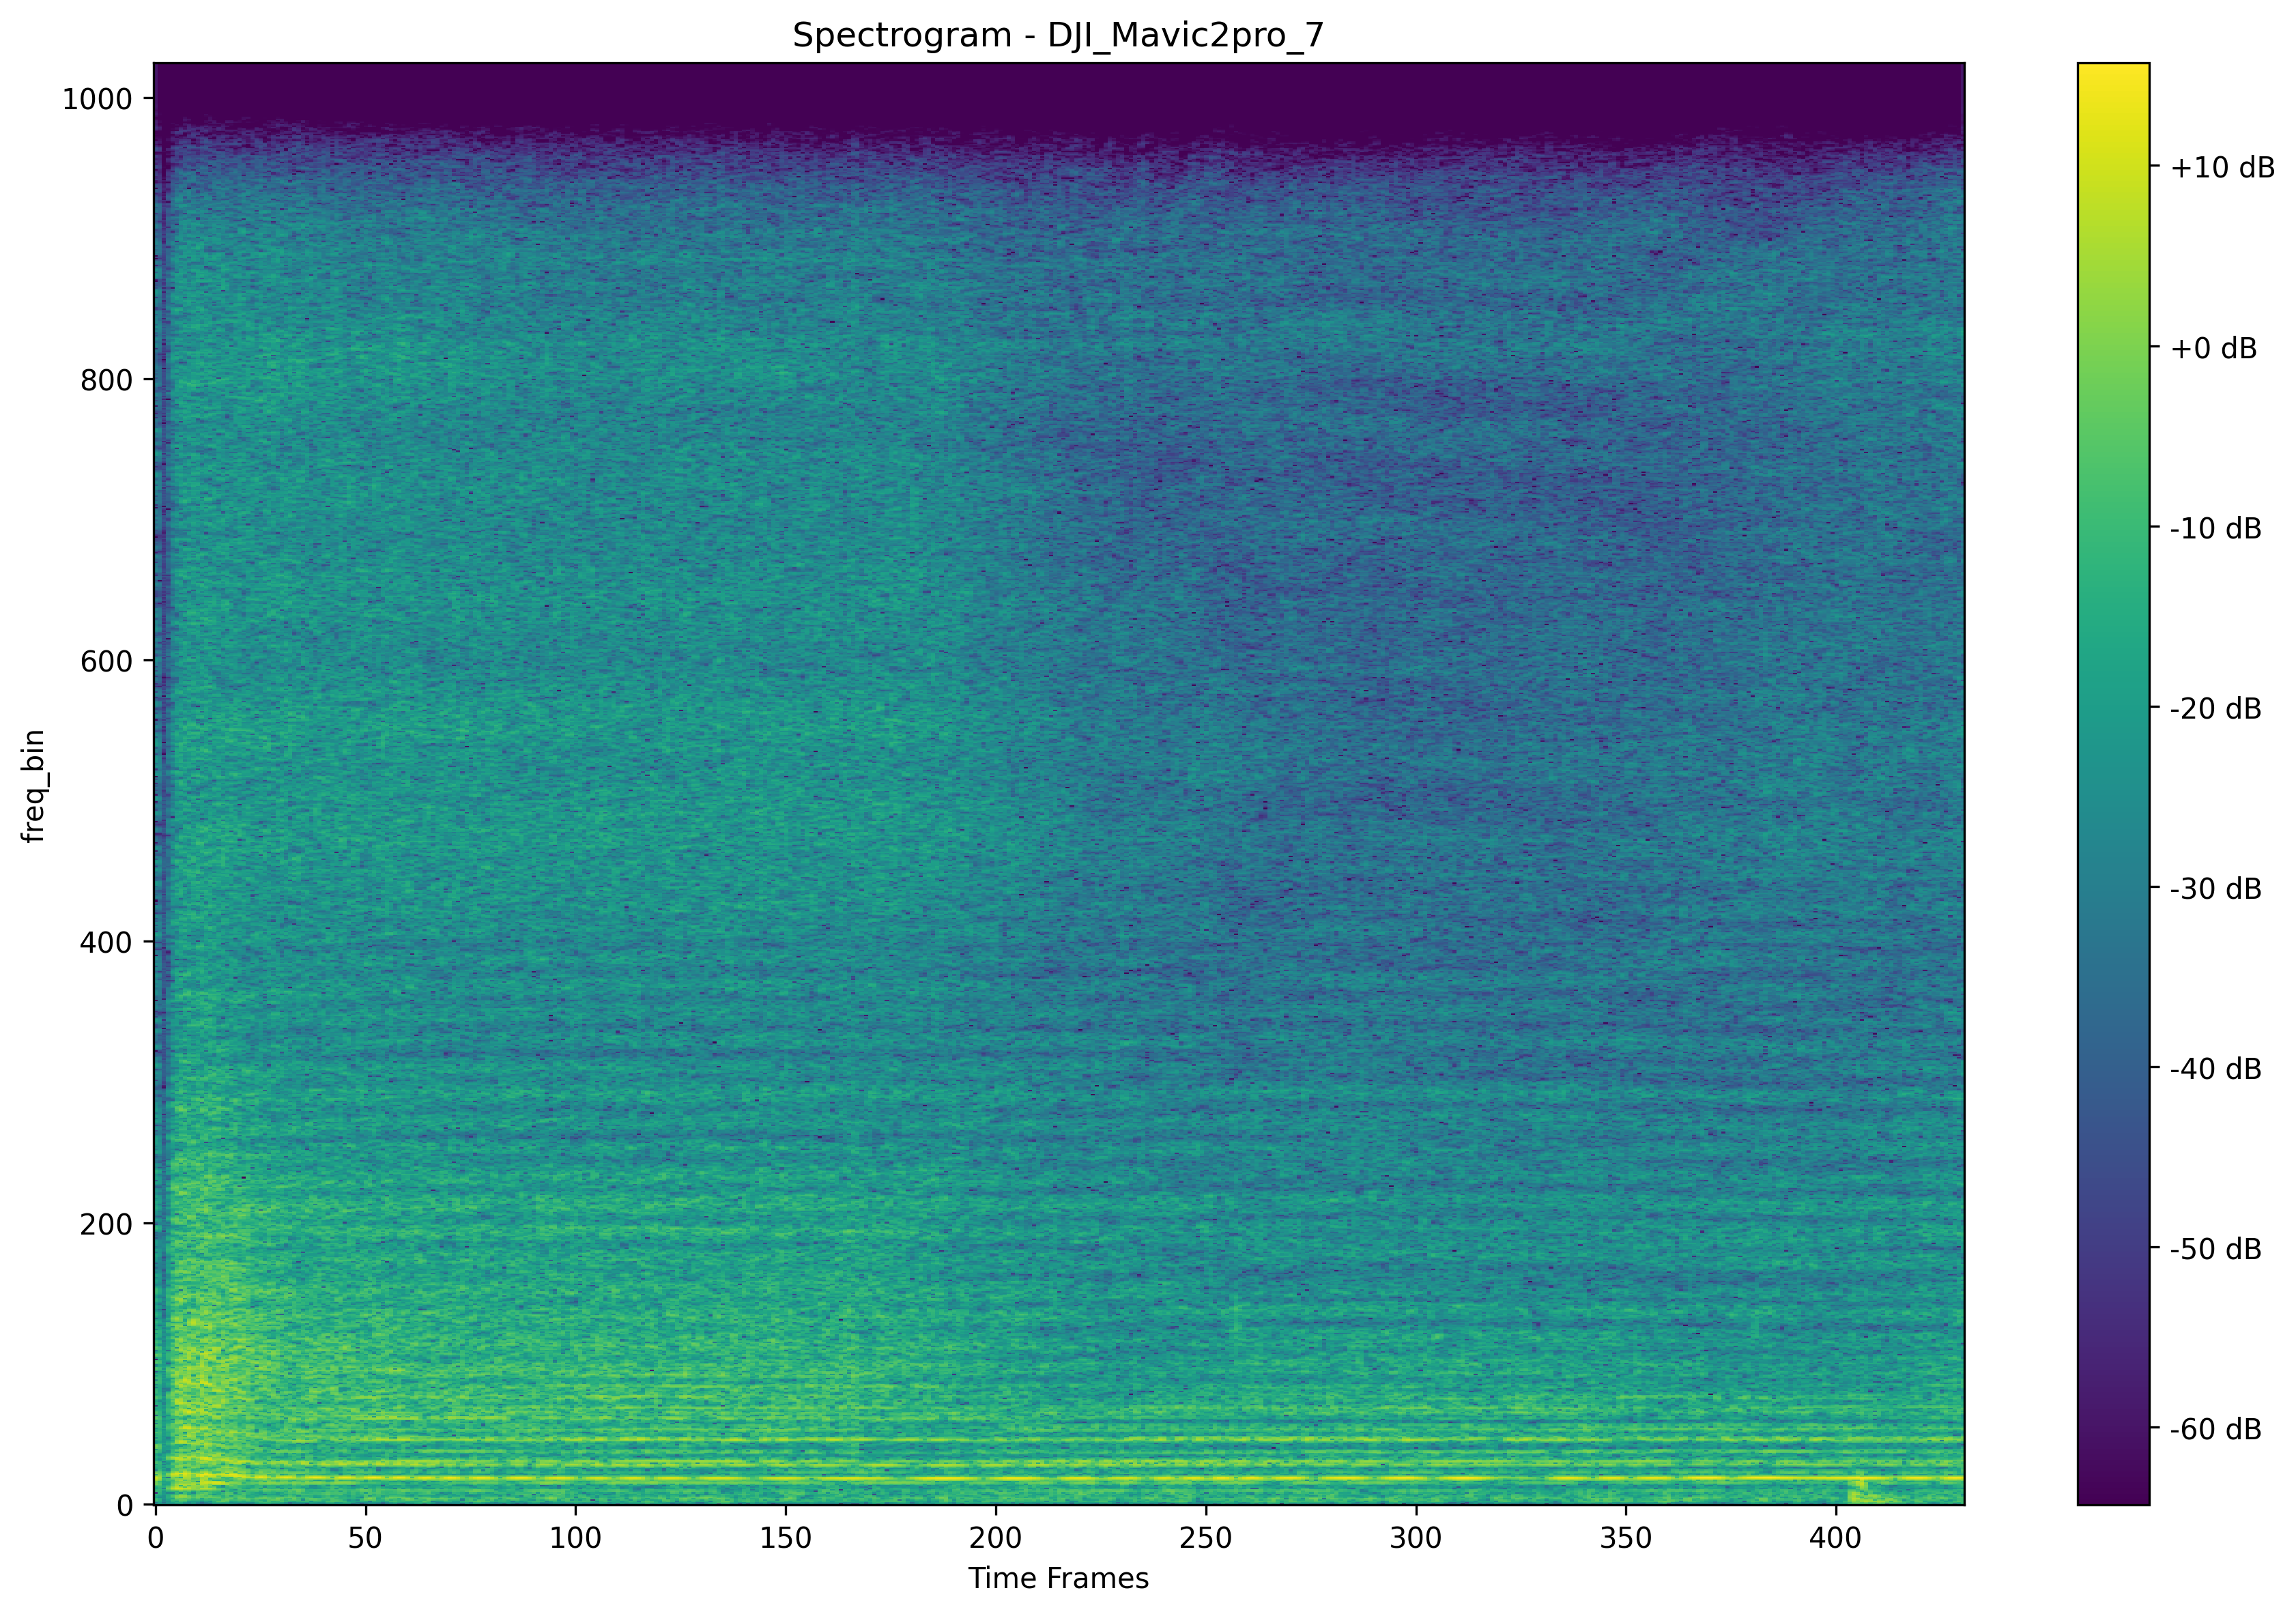 Spectrogram - DJI_Mavic2pro_7
1000
800
600
400
200
0
freq_bin
0 50 100 150 200 250 300 350 400
Time Frames
+10 dB
+0 dB
-10 dB
-20 dB
-30 dB
-40 dB
-50 dB
-60 dB